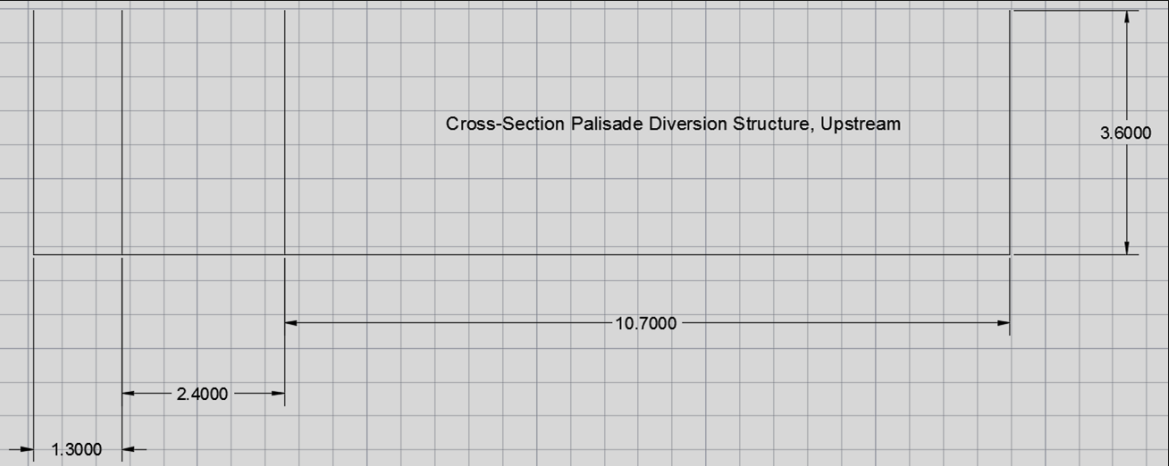 Cross-Section Palisade Diversion Structure, Upstream
3.6000
10.7000
2.4000
1.3000